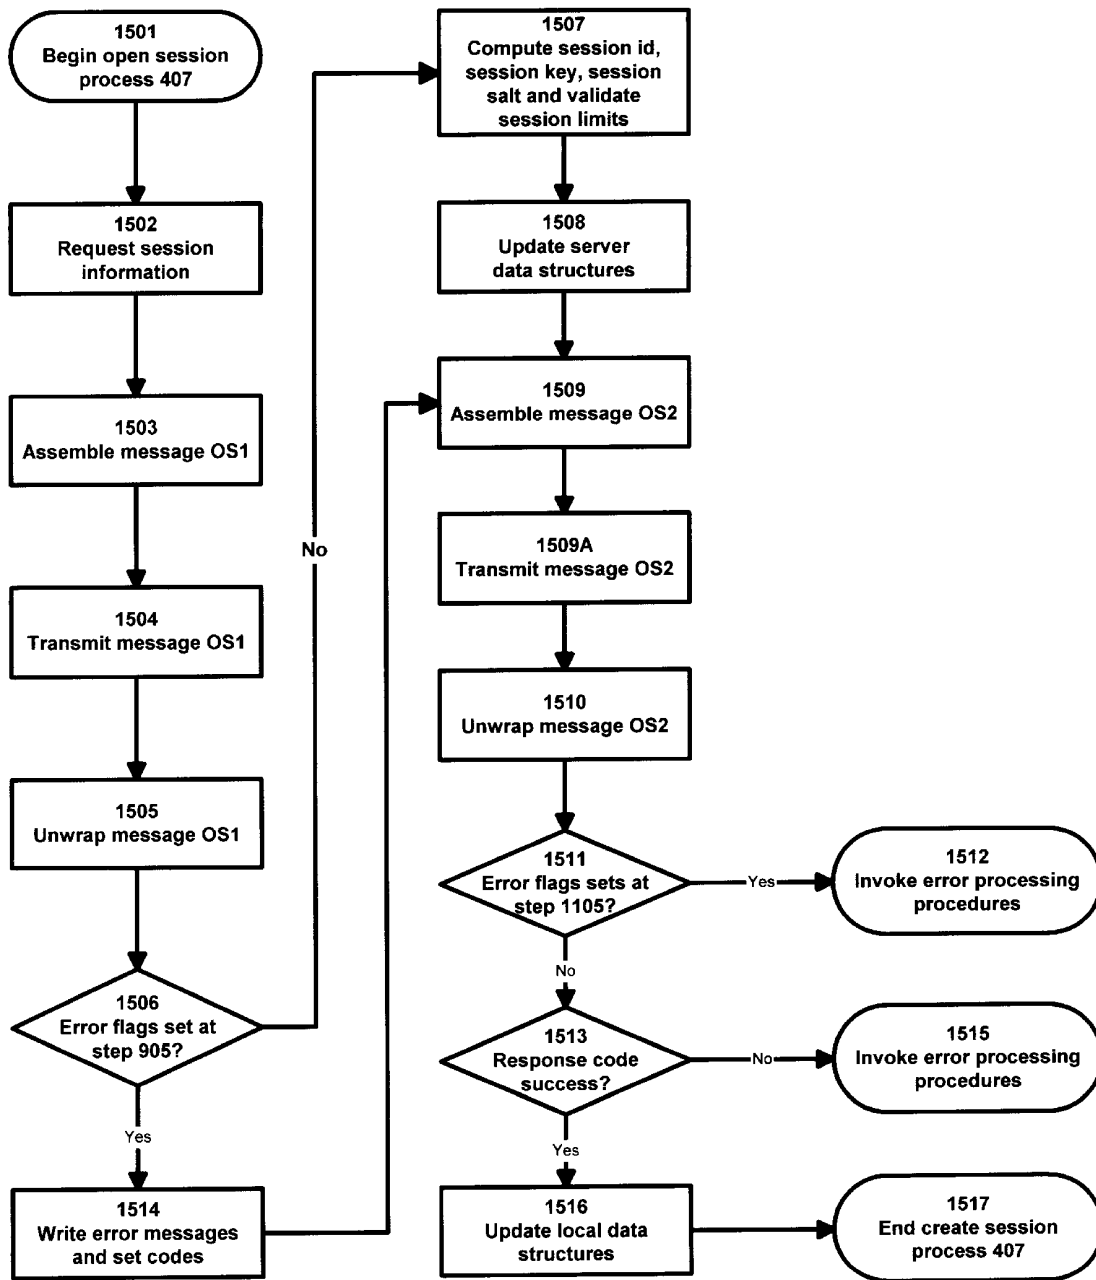 1501
Begin open session
process 407
1502
Request session
information
1503
Assemble message OS1
1504
Transmit message OS1
1505
Unwrap message OS1
1506
Error flags set at
step 905?
Yes
1514
Write error messages
and set codes
No
1507
Compute session id,
session key, session
salt and validate
session limits
1508
Update server
data structures
1509
Assemble message OS2
1509A
Transmit message OS2
1510
Unwrap message OS2
1511
Error flags sets at
step 1105?
Yes
1512
Invoke error processing
procedures
No
1513
Response code
success?
No
1515
Invoke error processing
procedures
Yes
1516
Update local data
structures
1517
End create session
process 407